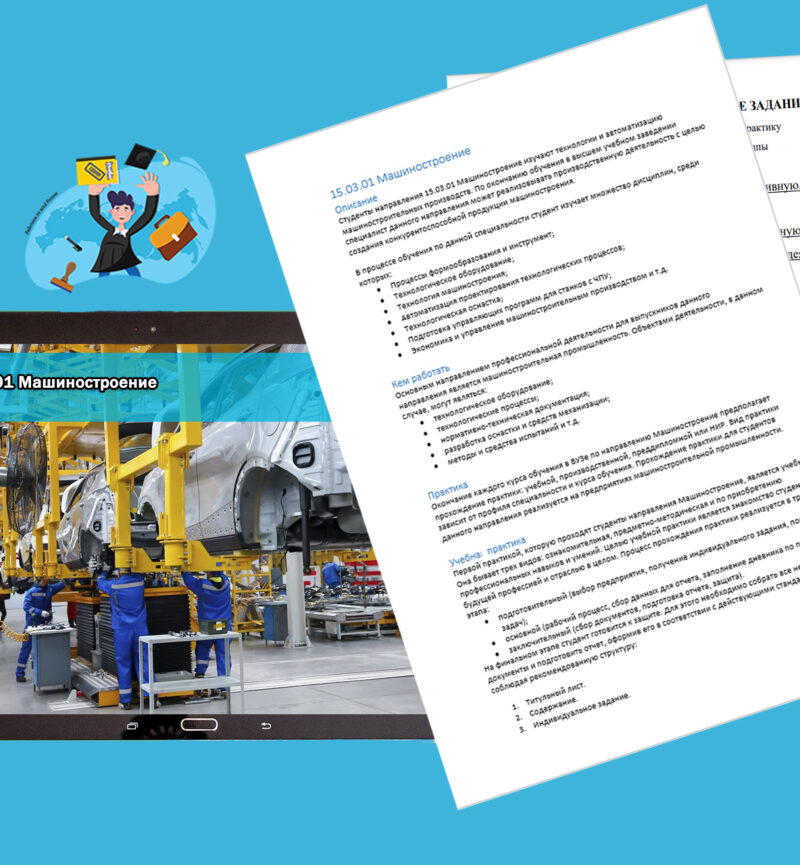 15.03.01 Машиностроение
Описание
Студенты направления 15.03.01 Машиностроение изучают технологии и автоматизацию
машиностроительных производств. По окончанию обучения в высшем учебном заведении
специалист данного направления может реализовывать производственную деятельность с целью
создания конкурентоспособной продукции машиностроения.
В процессе обучения по данной специальности студент изучает множество дисциплин, среди
которых:
• Процессы формообразования и инструмент;
• Технологическое оборудование;
• Технология машиностроения;
• автоматизация проектирования технологических процессов;
• Технологическая оснастка;
• Подготовка управляющих программ для станков с ЧПУ;
• Экономика и управление машиностроительным производством и т.д.
Кем работать
Основным направлением профессиональной деятельности для выпускников данного
направления является машиностроительная промышленность. Объектами деятельности, в данном
случае, могут являться:
• технологическое оборудование;
• технологические процессы;
• нормативно-техническая документация;
• разработка оснастки и средств механизации;
• методы и средства испытаний и т.д.
Практика
Окончание каждого курса обучения в ВУЗе по направлению Машиностроение предполагает
прохождение практики: учебной, производственной, преддипломной или НИР. Вид практики
зависит от профиля специальности и курса обучения. Прохождение практики для студентов
данного направления реализуется на предприятиях машиностроительной промышленности.
Учебная практика
Первой практикой, которую проходят студенты направления Машиностроение, является учебн
Она бывает трех видов: ознакомительная, предметно-методическая и по приобретению
профессиональных навыков и умений. Целью учебной практики является знакомство студе
будущей профессией и отраслью в целом. Процесс прохождения практики реализуется в тр
этапа:
• подготовительный (выбор предприятия, получение индивидуального задания, пос
задач);
• основной (рабочий процесс, сбор данных для отчета, заполнение дневника по п
• заключительный (сбор документов, подготовка отчета, защита).
На финальном этапе студент готовится к защите. Для этого необходимо собрать все не
документы и подготовить отчет, оформив его в соответствии с действующими станда
соблюдая рекомендованную структуру:
1. Титульный лист.
2. Содержание.
3. Индивидуальное задание.
Е ЗАДАНИ
рактику
ппы
ивную
01 Машиностроение